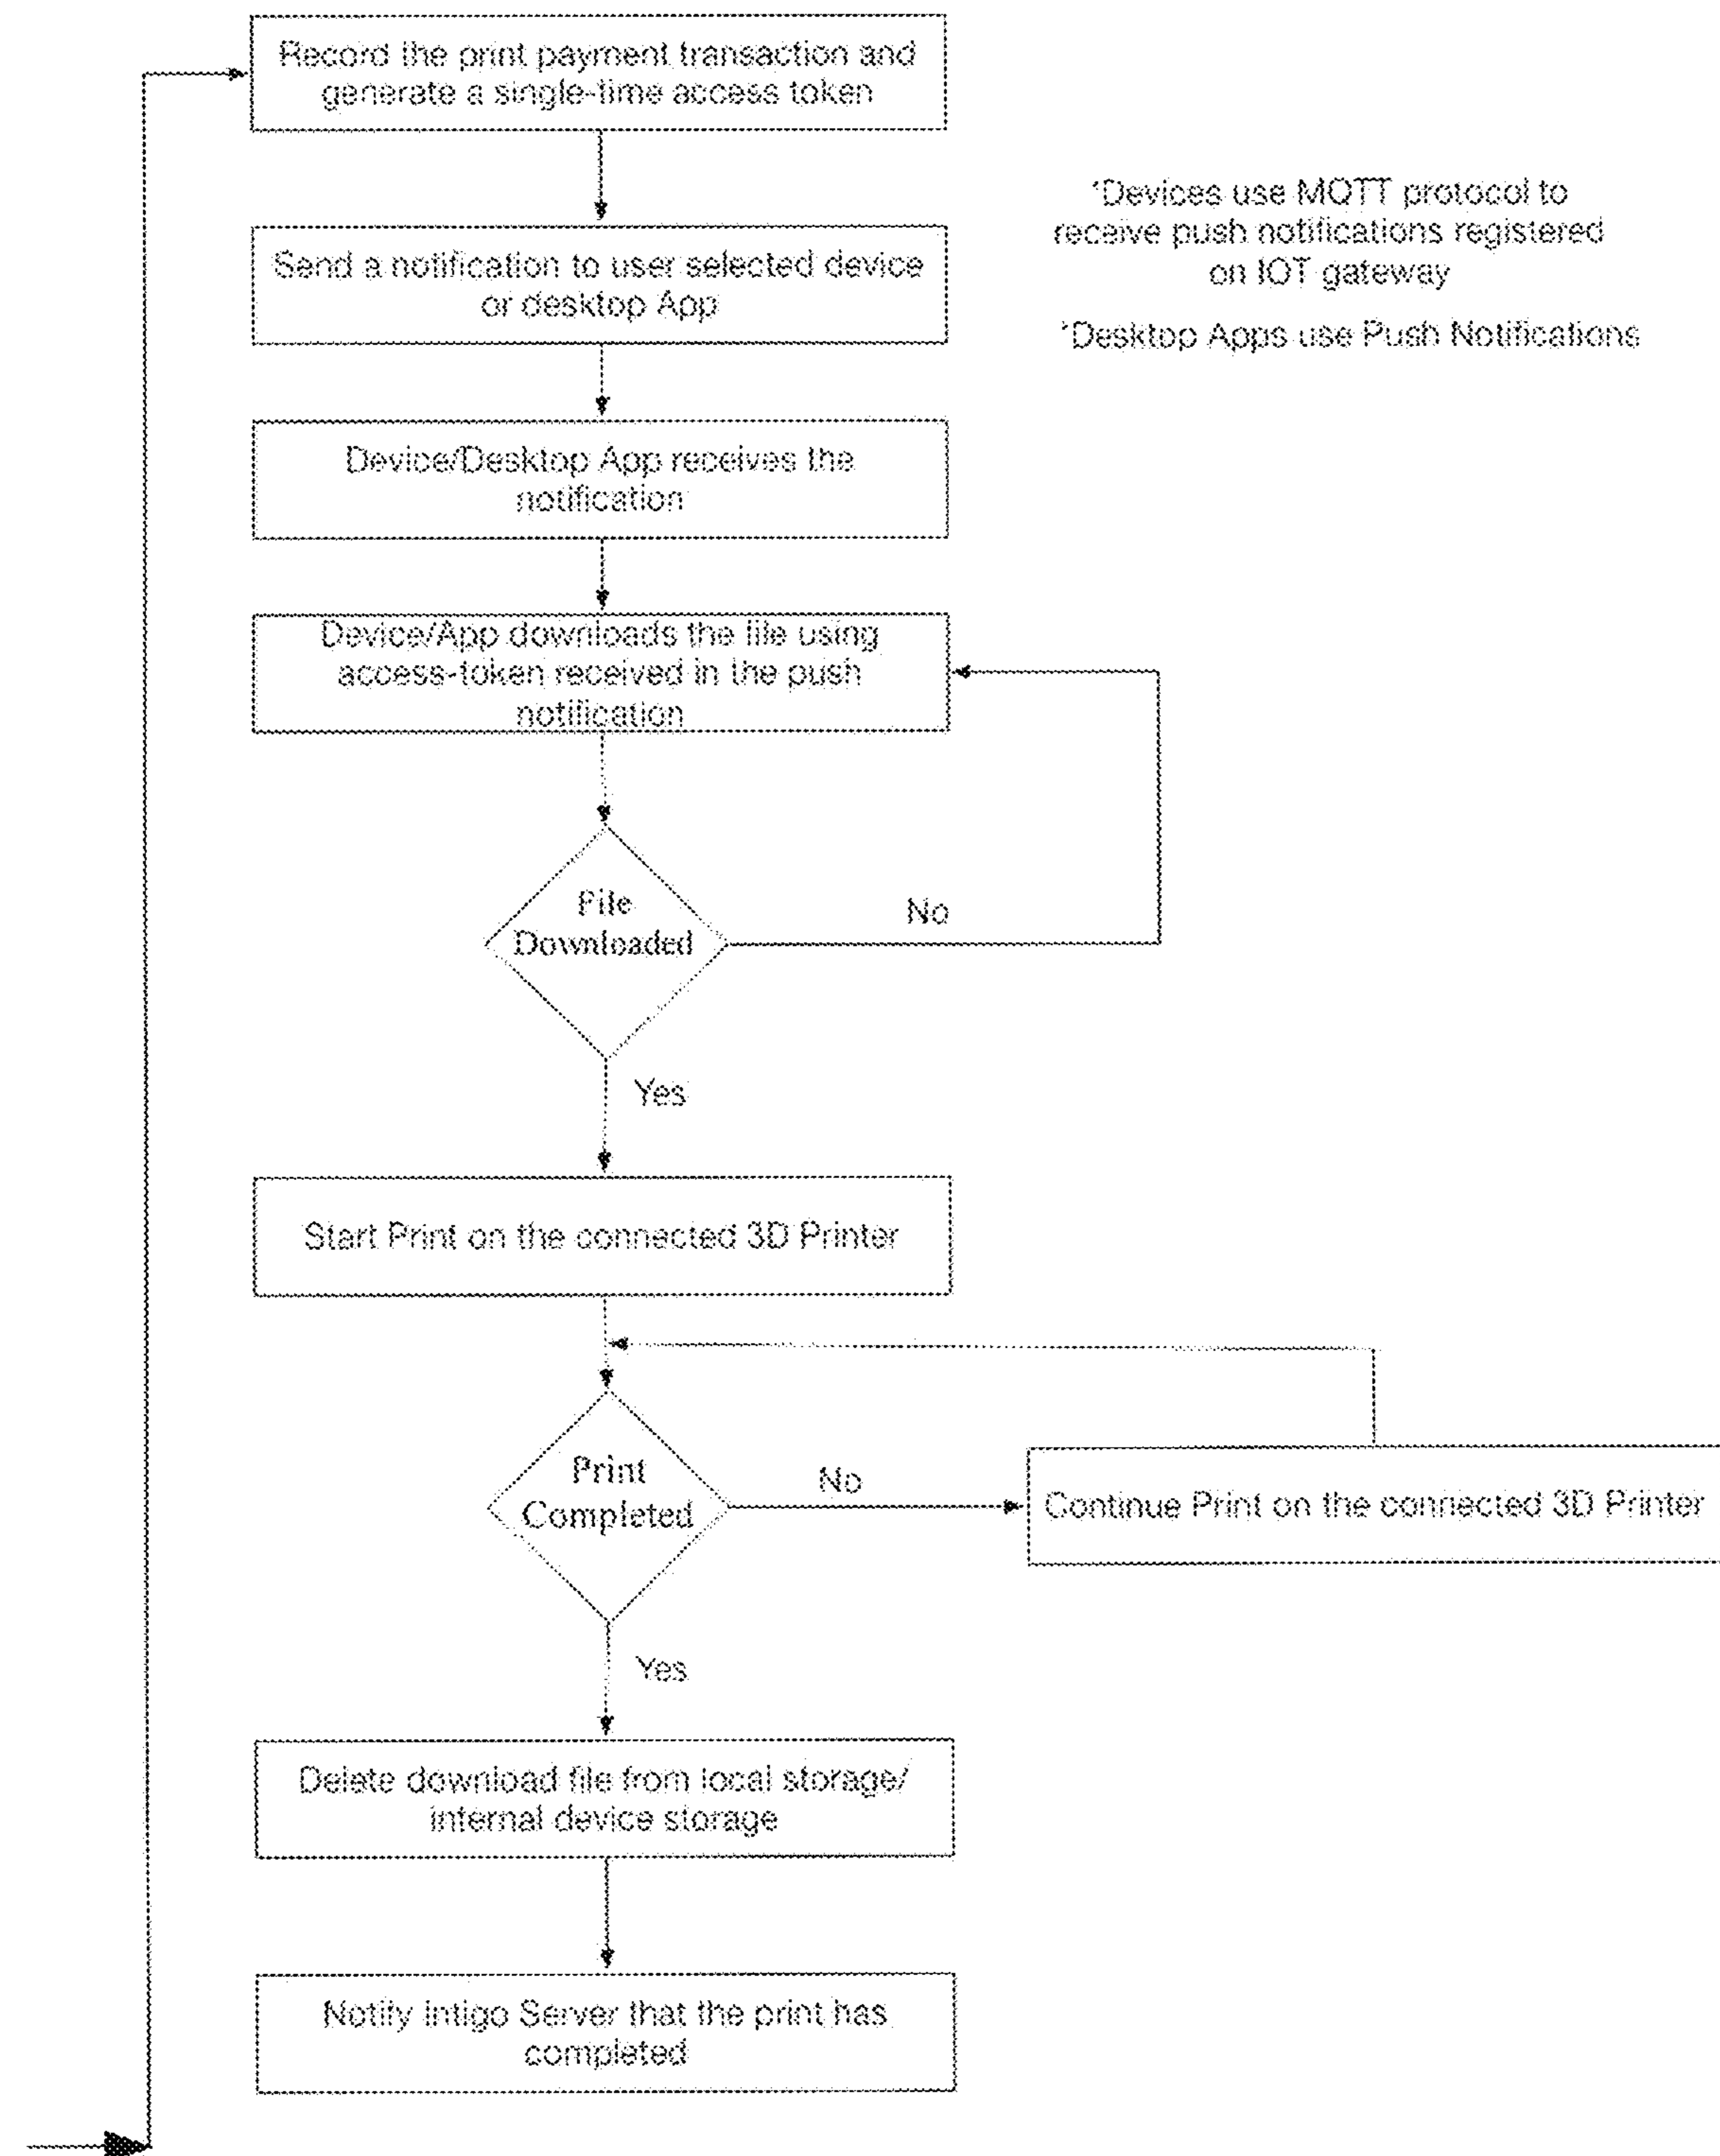 Record the print payment transaction and
generate a single-time access token
*Devices use MQTT protocol to
receive push notifications registered
on IOT gateway
*Desktop Apps use Push Notifications
Send a notification to user selected device
or desktop App
Device/Desktop App receives the
notification
Device/App downloads the file using
access-token received in the push
notification
File
Downloaded
No
Yes
Start Print on the connected 3D Printer
Print
Completed
No
Continue Print on the connected 3D Printer
Yes
Delete download file from local storage/
internal device storage
Notify Intigo Server that the print has
completed